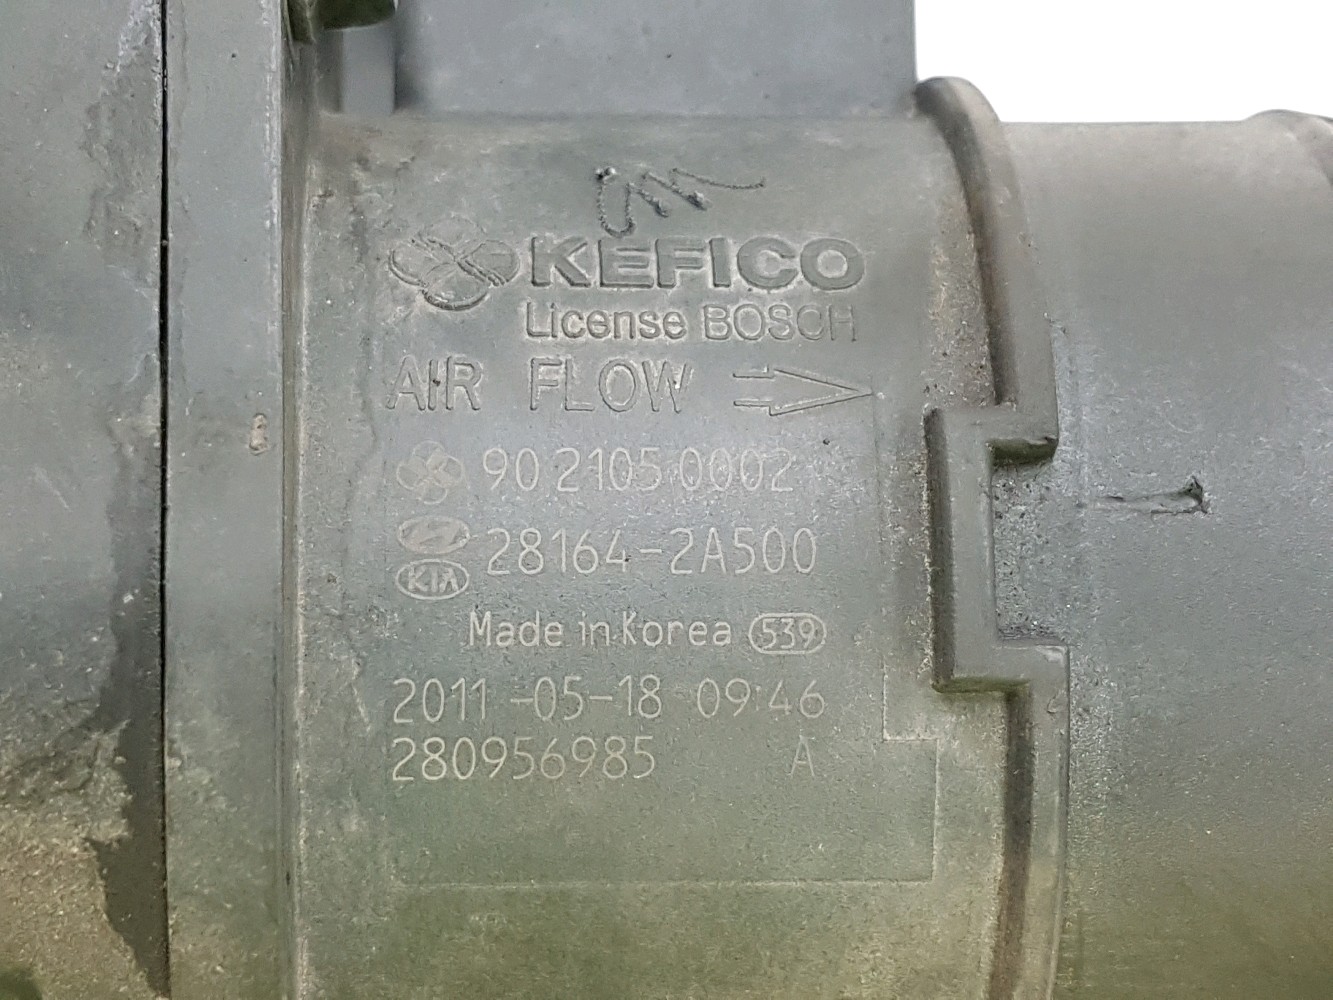 KEFICO
License BOSCH
AIR FLOW
90 2105 0002
28164-2A500
KIA
Made in Korea 539
2011-05-18 09:46
280956985 A